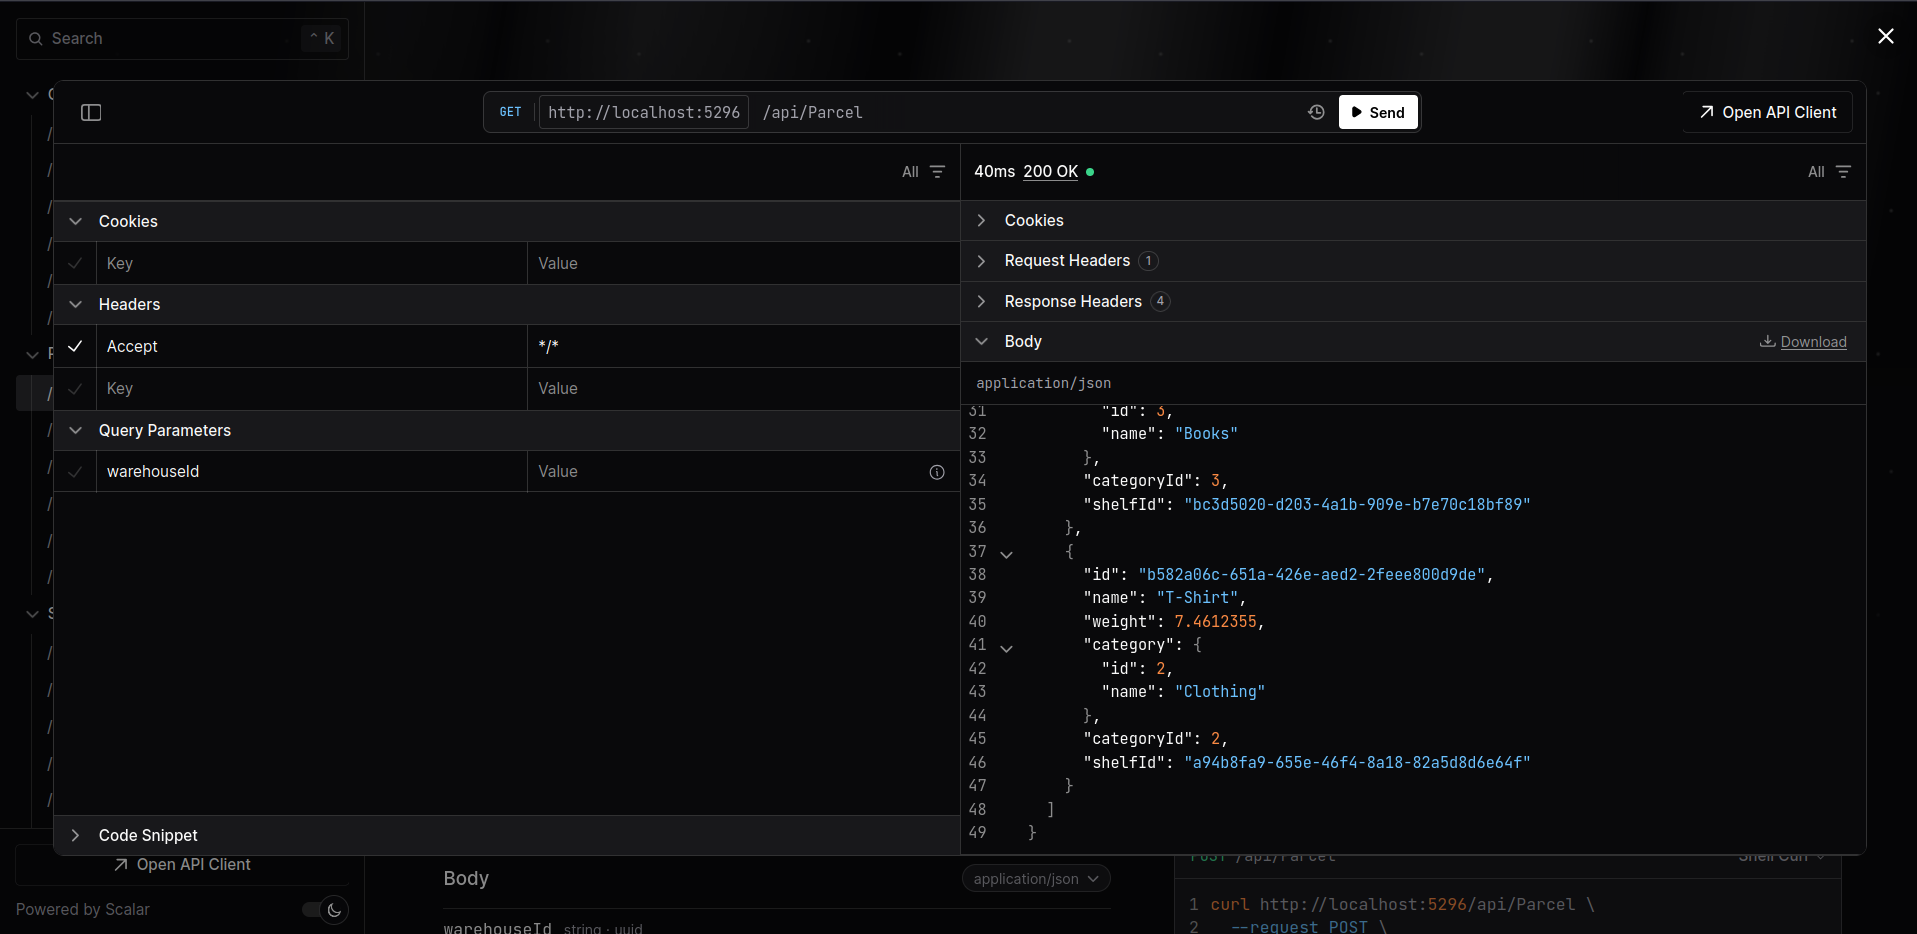 Search
⌃ K
GET
http://localhost:5296
/api/Parcel
Send
Open API Client
All
Cookies
Key
Value
Headers
Accept
*/*
Key
Value
Query Parameters
warehouseId
Value
Code Snippet
40ms 200 OK
All
Cookies
Request Headers 1
Response Headers 4
Body
Download
application/json
31 "id": 3,
32 "name": "Books"
33 },
34 "categoryId": 3,
35 "shelfId": "bc3d5020-d203-4a1b-909e-b7e70c18bf89"
36 },
37 {
38 "id": "b582a06c-651a-426e-aed2-2feee800d9de",
39 "name": "T-Shirt",
40 "weight": 7.4612355,
41 "category": {
42 "id": 2,
43 "name": "Clothing"
44 },
45 "categoryId": 2,
46 "shelfId": "a94b8fa9-655e-46f4-8a18-82a5d8d6e64f"
47 }
48 ]
49 }
Open API Client
Powered by Scalar
Body
application/json
warehouseId string · uuid
POST /api/Parcel
Shell Curl
1 curl http://localhost:5296/api/Parcel \
2 --request POST \